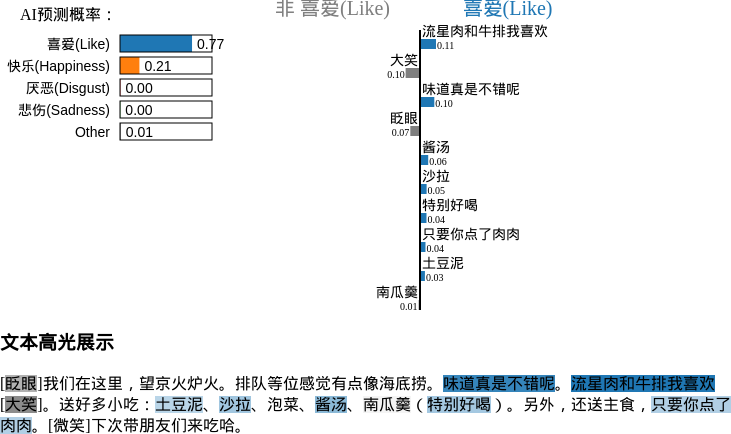 AI预测概率：
喜爱(Like) 0.77
快乐(Happiness) 0.21
厌恶(Disgust) 0.00
悲伤(Sadness) 0.00
Other 0.01
非 喜爱(Like) 喜爱(Like)
流星肉和牛排我喜欢
0.11
大笑
0.10
味道真是不错呢
0.10
眨眼
0.07
酱汤
0.06
沙拉
0.05
特别好喝
0.04
只要你点了肉肉
0.04
土豆泥
0.03
南瓜羹
0.01
文本高光展示
[眨眼]我们在这里，望京火炉火。排队等位感觉有点像海底捞。味道真是不错呢。流星肉和牛排我喜欢
[大笑]。送好多小吃：土豆泥、沙拉、泡菜、酱汤、南瓜羹（特别好喝）。另外，还送主食，只要你点了
肉肉。[微笑]下次带朋友们来吃哈。